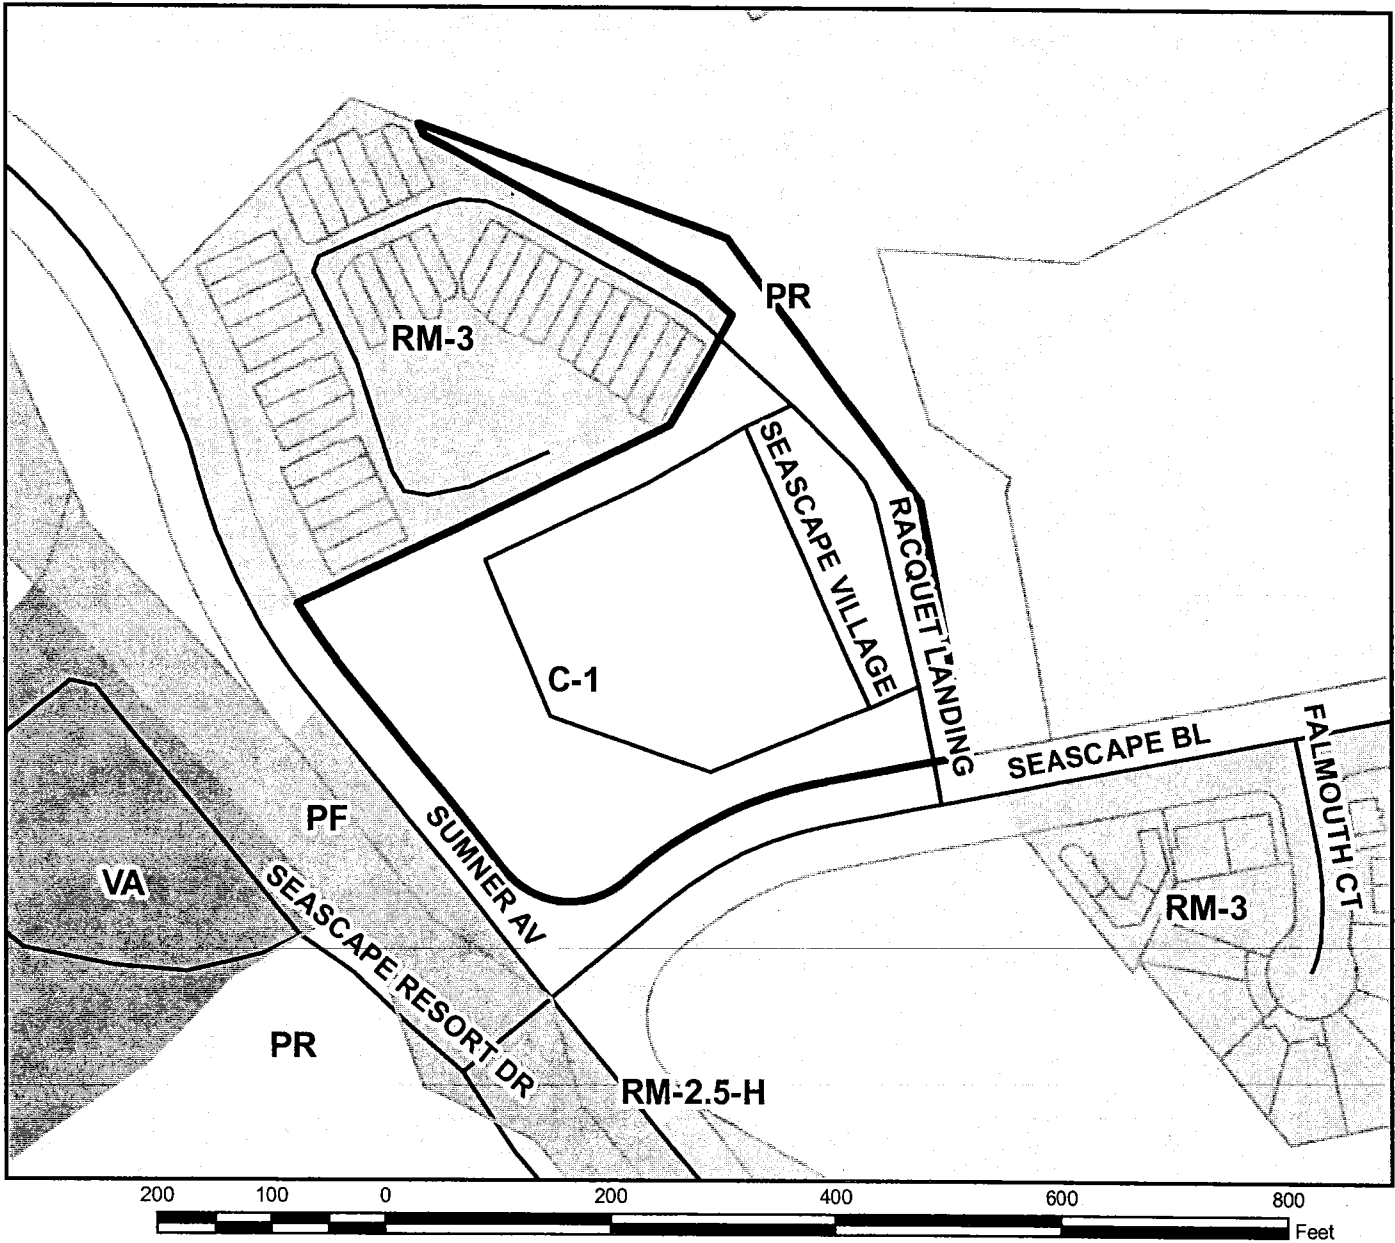 PR
RM-3
SEASCAPE VILLAGE
RACQUET LANDING
C-1
SEASCAPE BL
FALMOUTH CT
PF
SUMNER AV
VA
SEASCAPE RESORT DR
RM-3
PR
RM-2.5-H
200 100 0 200 400 600 800
Feet